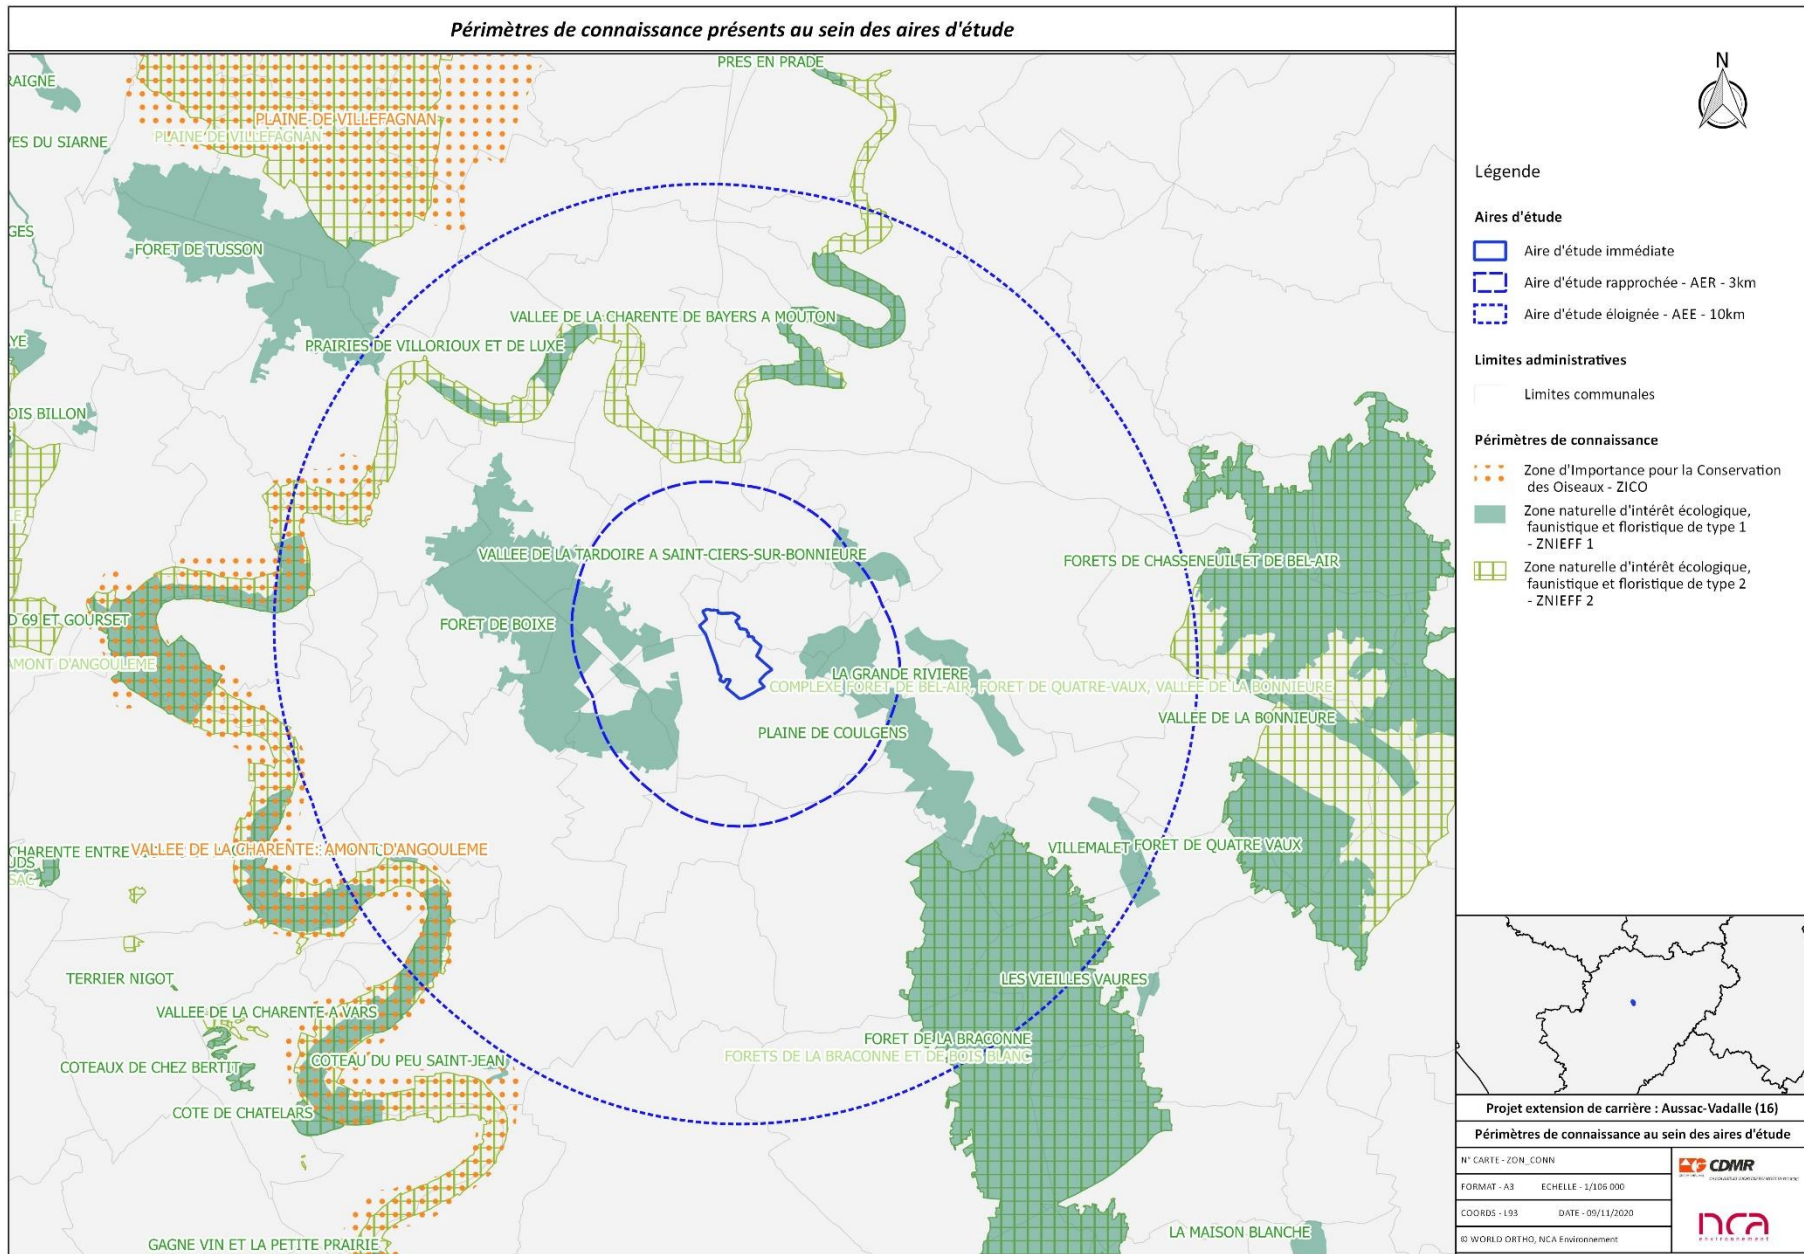 Périmètres de connaissance présents au sein des aires d'étude
RAIGNE
VES DU SIARNE
GES
PRES EN PRADE
PLAINE DE VILLEFAGNAN
PLAINE DE VILLEFAGNAN
FORET DE TUSSON
YE
OIS BILLON
VALLEE DE LA CHARENTE DE BAYERS A MOUTON
PRAIRIES DE VILLORIOUX ET DE LUXE
VALLEE DE LA TARDOIRE A SAINT-CIERS-SUR-BONNIEURE
FORETS DE CHASSENEUIL ET DE BEL-AIR
D 69 ET GOURSET
FORET DE BOIXE
AMONT D'ANGOULEME
LA GRANDE RIVIERE
COMPLEXE FORET DE BEL-AIR, FORET DE QUATRE-VAUX, VALLEE DE LA BONNIEURE
VALLEE DE LA BONNIEURE
PLAINE DE COULGENS
CHARENTE ENTRE
VALLEE DE LA CHARENTE: AMONT D'ANGOULEME
UDS
SAC
VILLEMALET
FORET DE QUATRE VAUX
TERRIER NIGOT
LES VIEILLES VAURES
VALLEE DE LA CHARENTE A VARS
FORET DE LA BRACONNE
FORETS DE LA BRACONNE ET DE BOIS BLANC
COTEAUX DE CHEZ BERTIT
COTEAU DU PEU SAINT-JEAN
COTE DE CHATELARS
GAGNE VIN ET LA PETITE PRAIRIE
LA MAISON BLANCHE
N
Légende
Aires d'étude
Aire d'étude immédiate
Aire d'étude rapprochée - AER - 3km
Aire d'étude éloignée - AEE - 10km
Limites administratives
Limites communales
Périmètres de connaissance
Zone d'Importance pour la Conservation
des Oiseaux - ZICO
Zone naturelle d'intérêt écologique,
faunistique et floristique de type 1
- ZNIEFF 1
Zone naturelle d'intérêt écologique,
faunistique et floristique de type 2
- ZNIEFF 2
Projet extension de carrière : Aussac-Vadalle (16)
Périmètres de connaissance au sein des aires d'étude
N° CARTE - ZON_CONN
FORMAT - A3 ECHELLE - 1/106 000
COORDS - L93 DATE - 09/11/2020
© WORLD ORTHO, NCA Environnement
CDMR
nca
environnement